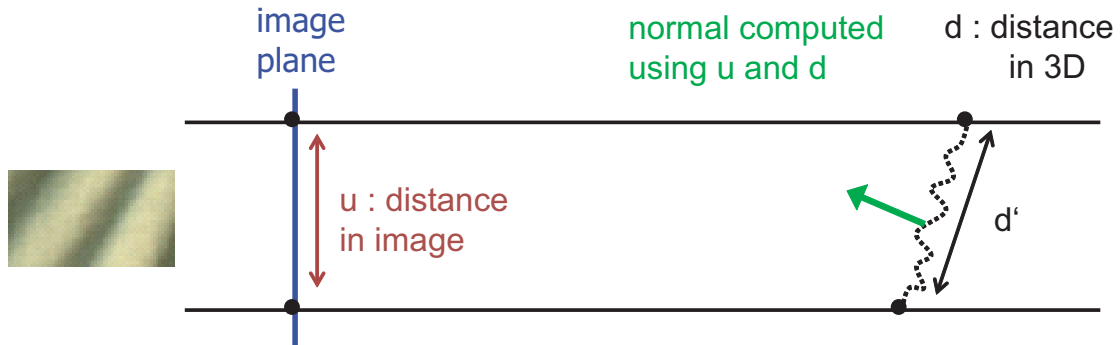 image
plane
normal computed
using u and d
d : distance
in 3D
u : distance
in image
d‘